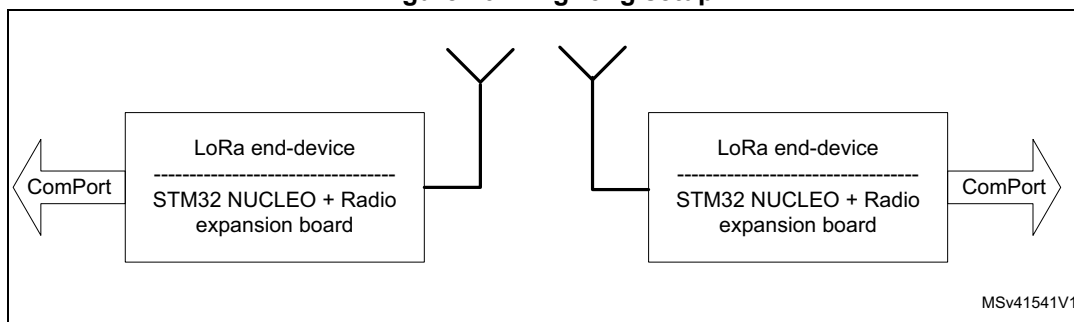 ComPort
LoRa end-device
STM32 NUCLEO + Radio
expansion board
LoRa end-device
STM32 NUCLEO + Radio
expansion board
ComPort
MSv41541V1